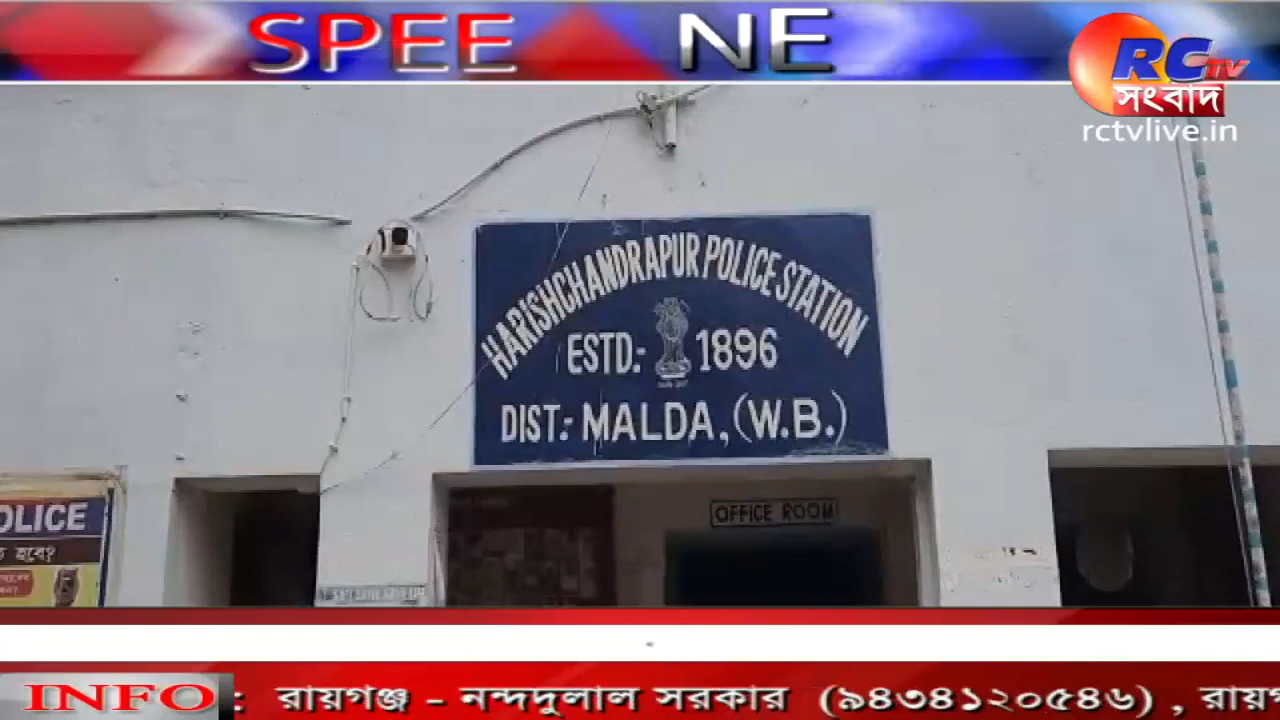 SPEE NE
RCTV
সংবাদ
rctvlive.in
HARISHCHANDRAPUR POLICE STATION
ESTD:- 1896
DIST:- MALDA, (W.B.)
OFFICE ROOM
OLICE
হবে?
INFO : রায়গঞ্জ - নন্দদুলাল সরকার (৯৪৩৪১২০৫৪৬) ,